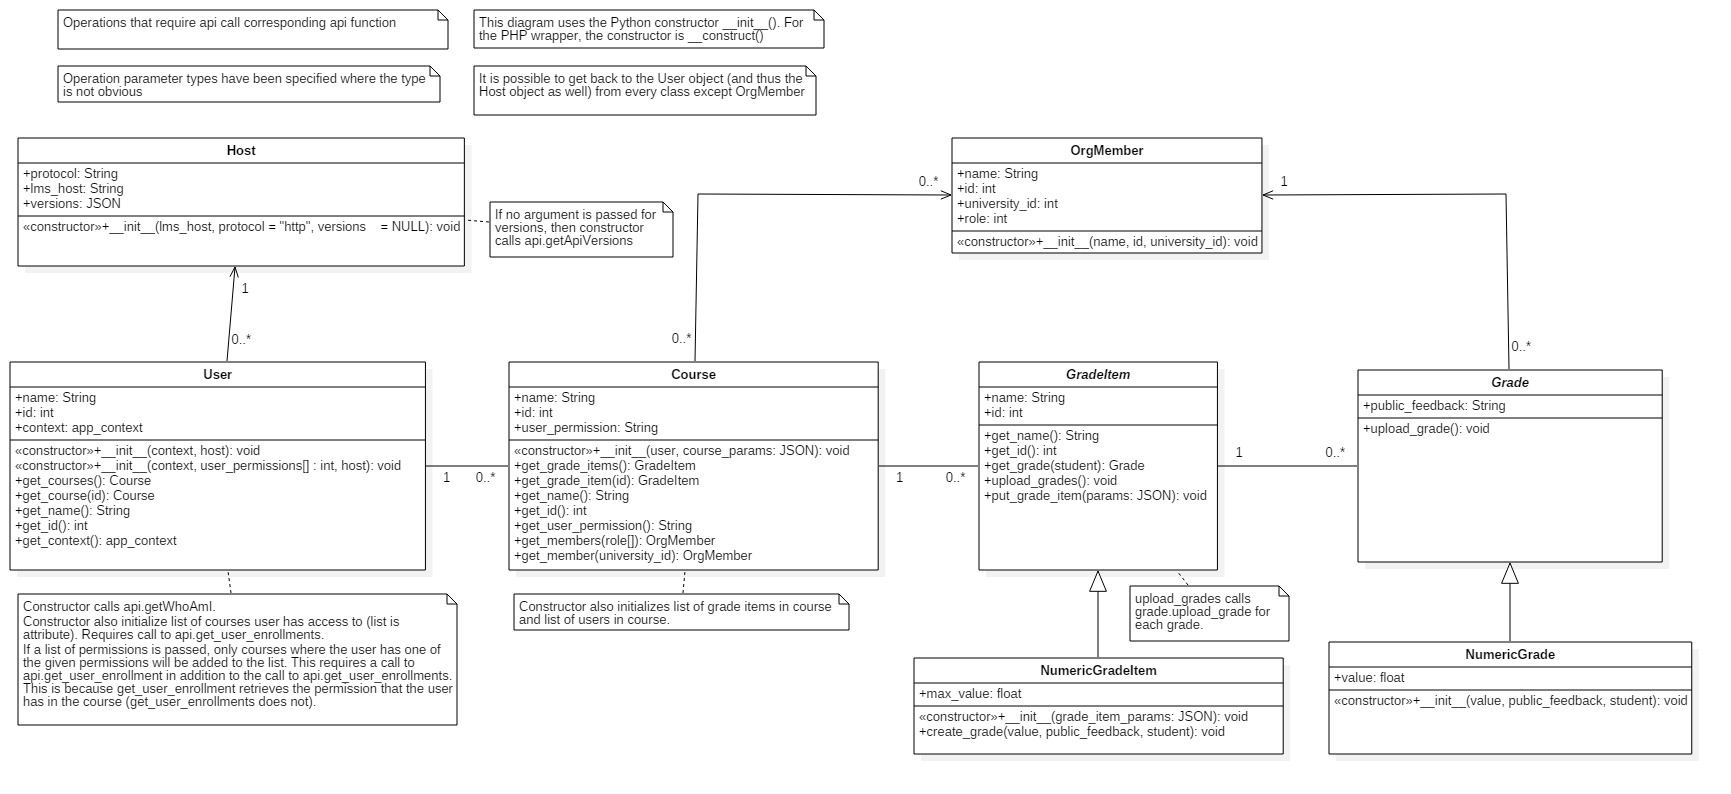 Operations that require api call corresponding api function
This diagram uses the Python constructor __init__(). For
the PHP wrapper, the constructor is __construct()
Operation parameter types have been specified where the type
is not obvious
It is possible to get back to the User object (and thus the
Host object as well) from every class except OrgMember
Host
+protocol: String
+lms_host: String
+versions: JSON
«constructor»+__init__(lms_host, protocol = "http", versions    = NULL): void
If no argument is passed for
versions, then constructor
calls api.getApiVersions
OrgMember
+name: String
+id: int
+university_id: int
+role: int
«constructor»+__init__(name, id, university_id): void
0..*
1
1
0..*
0..*
0..*
User
+name: String
+id: int
+context: app_context
«constructor»+__init__(context, host): void
«constructor»+__init__(context, user_permissions[] : int, host): void
+get_courses(): Course
+get_course(id): Course
+get_name(): String
+get_id(): int
+get_context(): app_context
1
0..*
Course
+name: String
+id: int
+user_permission: String
«constructor»+__init__(user, course_params: JSON): void
+get_grade_items(): GradeItem
+get_grade_item(id): GradeItem
+get_name(): String
+get_id(): int
+get_user_permission(): String
+get_members(role[]): OrgMember
+get_member(university_id): OrgMember
1
0..*
GradeItem
+name: String
+id: int
+get_name(): String
+get_id(): int
+get_grade(student): Grade
+upload_grades(): void
+put_grade_item(params: JSON): void
1
0..*
Grade
+public_feedback: String
+upload_grade(): void
Constructor calls api.getWhoAmI.
Constructor also initialize list of courses user has access to (list is
attribute). Requires call to api.get_user_enrollments.
If a list of permissions is passed, only courses where the user has one of
the given permissions will be added to the list. This requires a call to
api.get_user_enrollment in addition to the call to api.get_user_enrollments.
This is because get_user_enrollment retrieves the permission that the user
has in the course (get_user_enrollments does not).
Constructor also initializes list of grade items in course
and list of users in course.
upload_grades calls
grade.upload_grade for
each grade.
NumericGradeItem
+max_value: float
«constructor»+__init__(grade_item_params: JSON): void
+create_grade(value, public_feedback, student): void
NumericGrade
+value: float
«constructor»+__init__(value, public_feedback, student): void